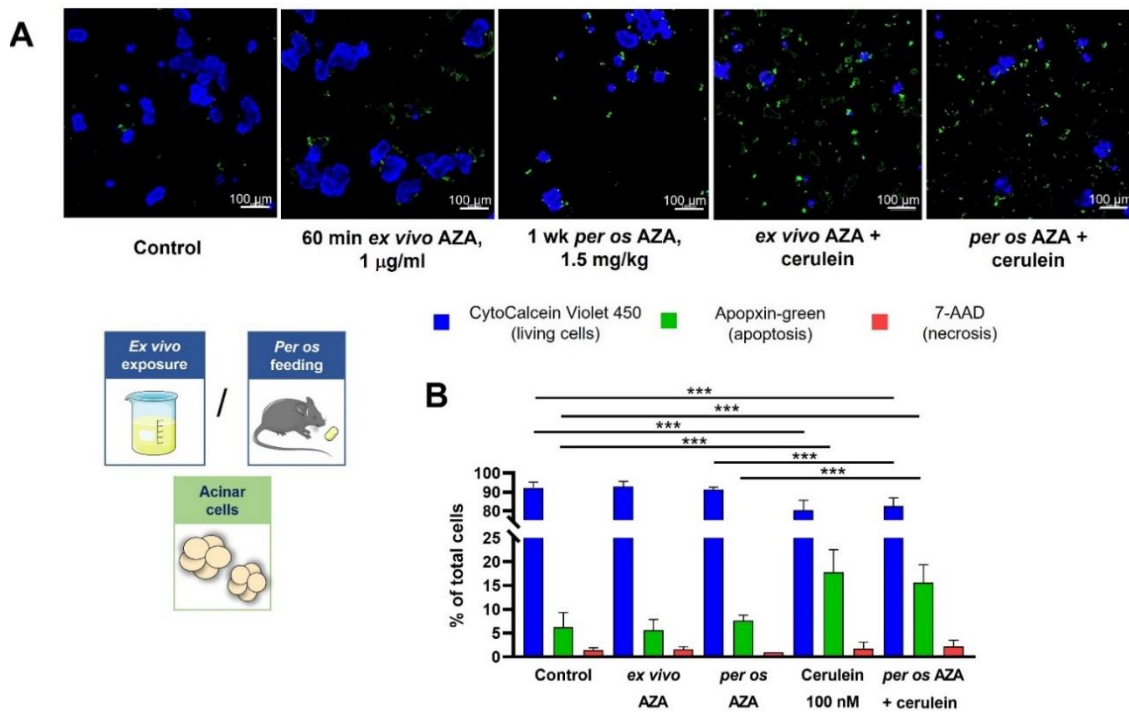 A
100 µm
100 µm
100 µm
100 µm
100 µm
Control
60 min ex vivo AZA,
1 µg/ml
1 wk per os AZA,
1.5 mg/kg
ex vivo AZA +
cerulein
per os AZA +
cerulein
CytoCalcein Violet 450
(living cells)
Apopxin-green
(apoptosis)
7-AAD
(necrosis)
Ex vivo
exposure
/
Per os
feeding
Acinar
cells
B
***
***
***
***
***
***
% of total cells
100
90
80
25
20
15
10
5
0
Control
ex vivo
AZA
per os
AZA
Cerulein
100 nM
per os AZA
+ cerulein